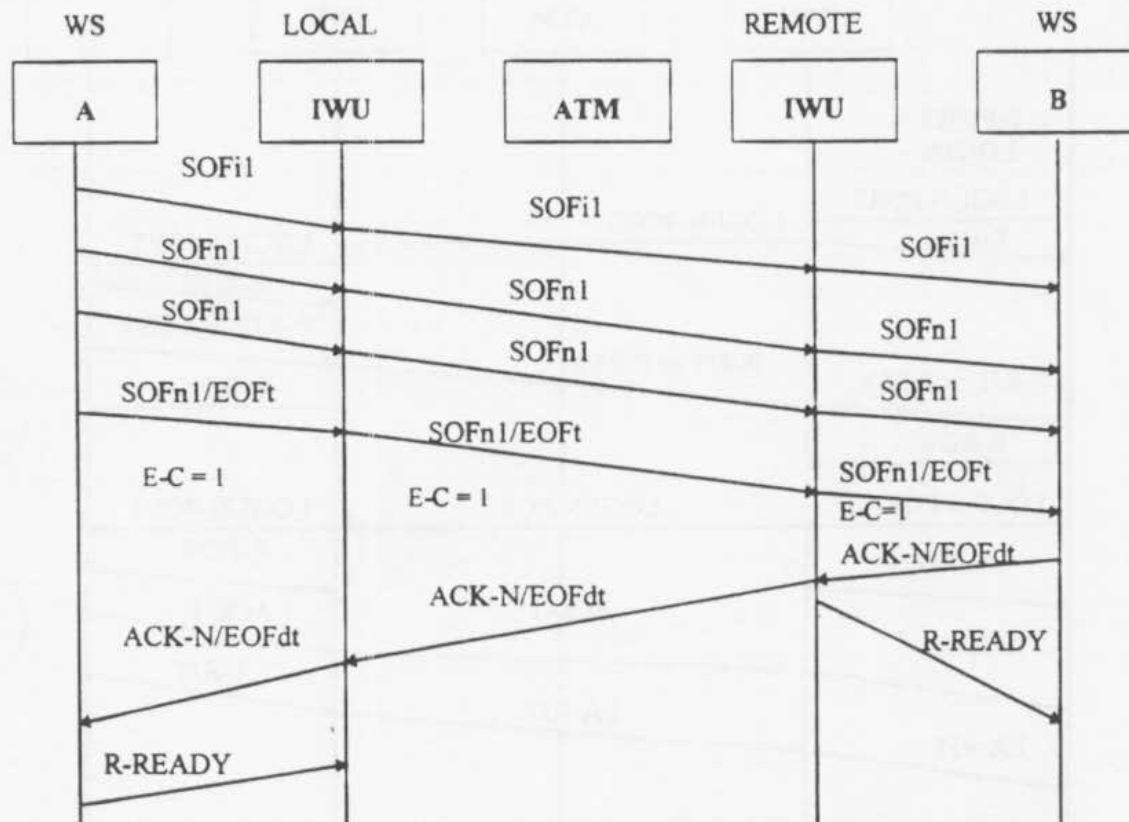 WS LOCAL REMOTE WS
A IWU ATM IWU B
SOFi1
SOFi1
SOFi1
SOFn1
SOFn1
SOFn1
SOFn1
SOFn1
SOFn1
SOFn1/EOFt
SOFn1/EOFt
SOFn1/EOFt
E-C = 1
E-C = 1
E-C=1
ACK-N/EOFdt
ACK-N/EOFdt
ACK-N/EOFdt
R-READY
R-READY